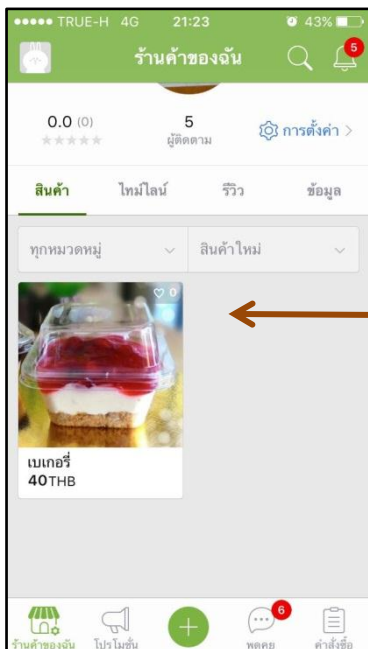 TRUE-H 4G 21:23 43%
ร้านค้าของฉัน 5
0.0 (0) 5 การตั้งค่า >
ผู้ติดตาม
สินค้า ไทม์ไลน์ รีวิว ข้อมูล
ทุกหมวดหมู่ สินค้าใหม่
0
เบเกอรี่
40THB
6
ร้านค้าของฉัน โปรโมชั่น พูดคุย คำสั่งซื้อ